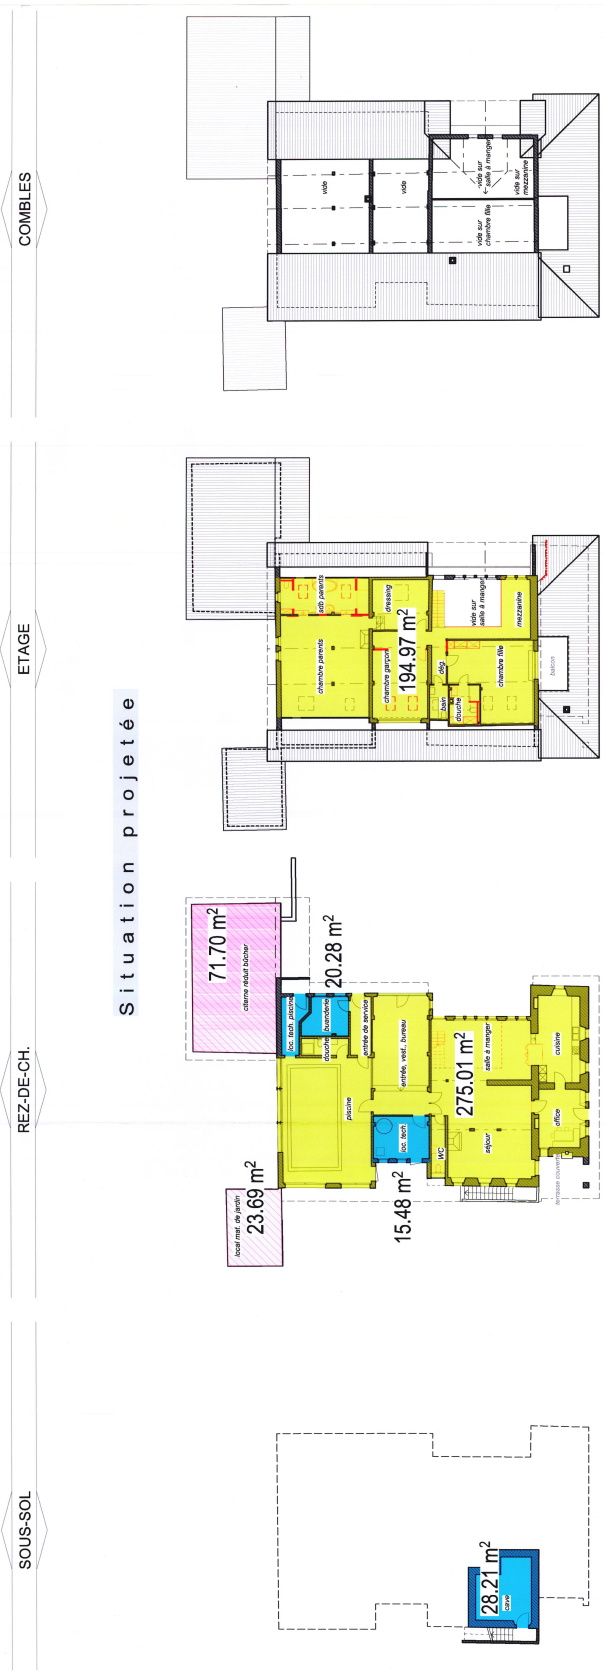 Situation projetée
SOUS-SOL
28.21 m²
cave
REZ-DE-CH.
23.69 m²
local mat. de jardin
71.70 m²
citerne réduit bûcher
20.28 m²
loc. tech. piscine
buanderie
douche
entrée de service
piscine
entrée, vest., bureau
15.48 m²
loc. tech.
WC
275.01 m²
salle à manger
séjour
cuisine
office
terrasse couverte
ETAGE
sdb parents
chambre parents
dressing
chambre garçon
194.97 m²
vide sur
salle à manger
mezzanine
dég.
bain
douche
chambre fille
balcon
COMBLES
vide
vide
vide sur
salle à manger
vide sur
mezzanine
vide sur
chambre fille